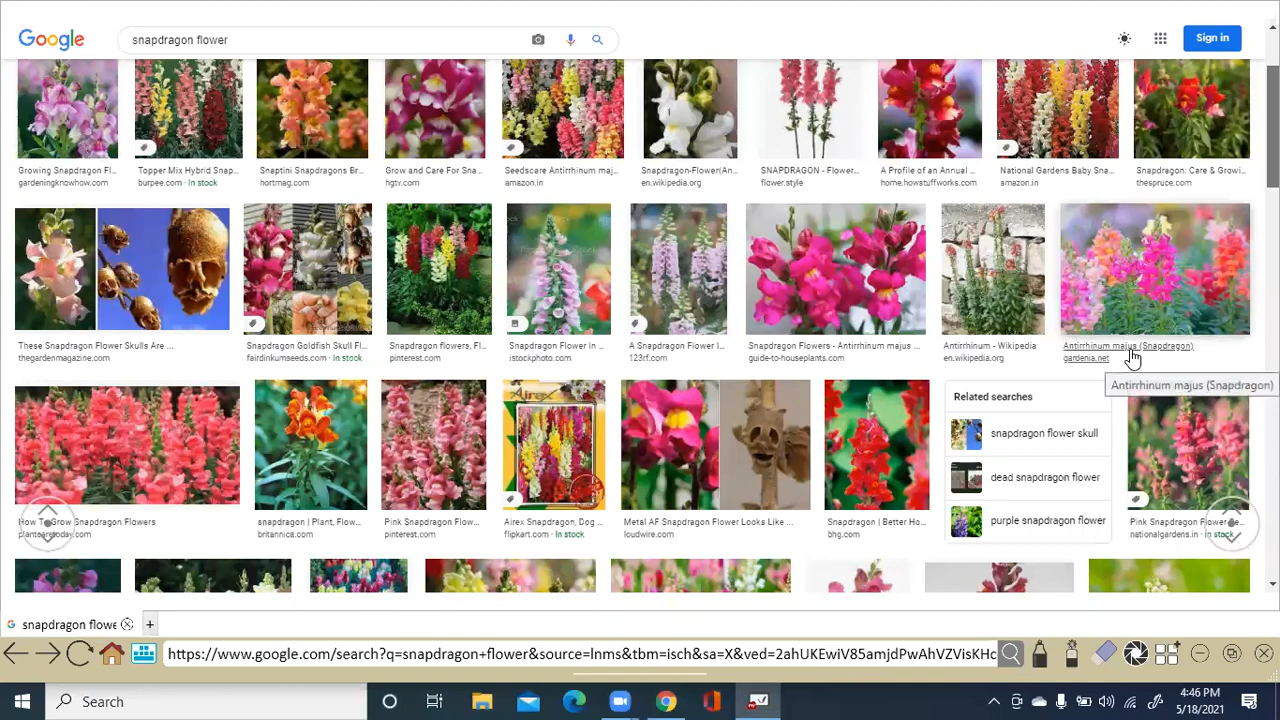 Google
snapdragon flower
Sign in
Growing Snapdragon Fl...
gardeningknowhow.com
Topper Mix Hybrid Snap...
burpee.com · In stock
Snaptini Snapdragons Br...
hortmag.com
Grow and Care For Sna...
hgtv.com
Seedscare Antirrhinum maj...
amazon.in
Snapdragon-Flower(An...
en.wikipedia.org
SNAPDRAGON - Flower...
flower.style
A Profile of an Annual ...
home.howstuffworks.com
National Gardens Baby Sna...
amazon.in
Snapdragon: Care & Growi...
thespruce.com
These Snapdragon Flower Skulls Are ...
thegardenmagazine.com
Snapdragon Goldfish Skull Fl...
fairdinkumseeds.com · In stock
Snapdragon flowers, Fl...
pinterest.com
Snapdragon Flower In ...
istockphoto.com
A Snapdragon Flower I...
123rf.com
Snapdragon Flowers - Antirrhinum majus ...
guide-to-houseplants.com
Antirrhinum - Wikipedia
en.wikipedia.org
Antirrhinum majus (Snapdragon)
gardenia.net
Antirrhinum majus (Snapdragon)
Airex
Related searches
snapdragon flower skull
dead snapdragon flower
purple snapdragon flower
How To Grow Snapdragon Flowers
plantcaretoday.com
snapdragon | Plant, Flow...
britannica.com
Pink Snapdragon Flow...
pinterest.com
Airex Snapdragon, Dog ...
flipkart.com · In stock
Metal AF Snapdragon Flower Looks Like ...
loudwire.com
Snapdragon | Better Ho...
bhg.com
Pink Snapdragon Flower Se...
nationalgardens.in · In stock
snapdragon flowe
https://www.google.com/search?q=snapdragon+flower&source=lnms&tbm=isch&sa=X&ved=2ahUKEwiV85amjdPwAhVZVisKHc
Search
4:46 PM
5/18/2021